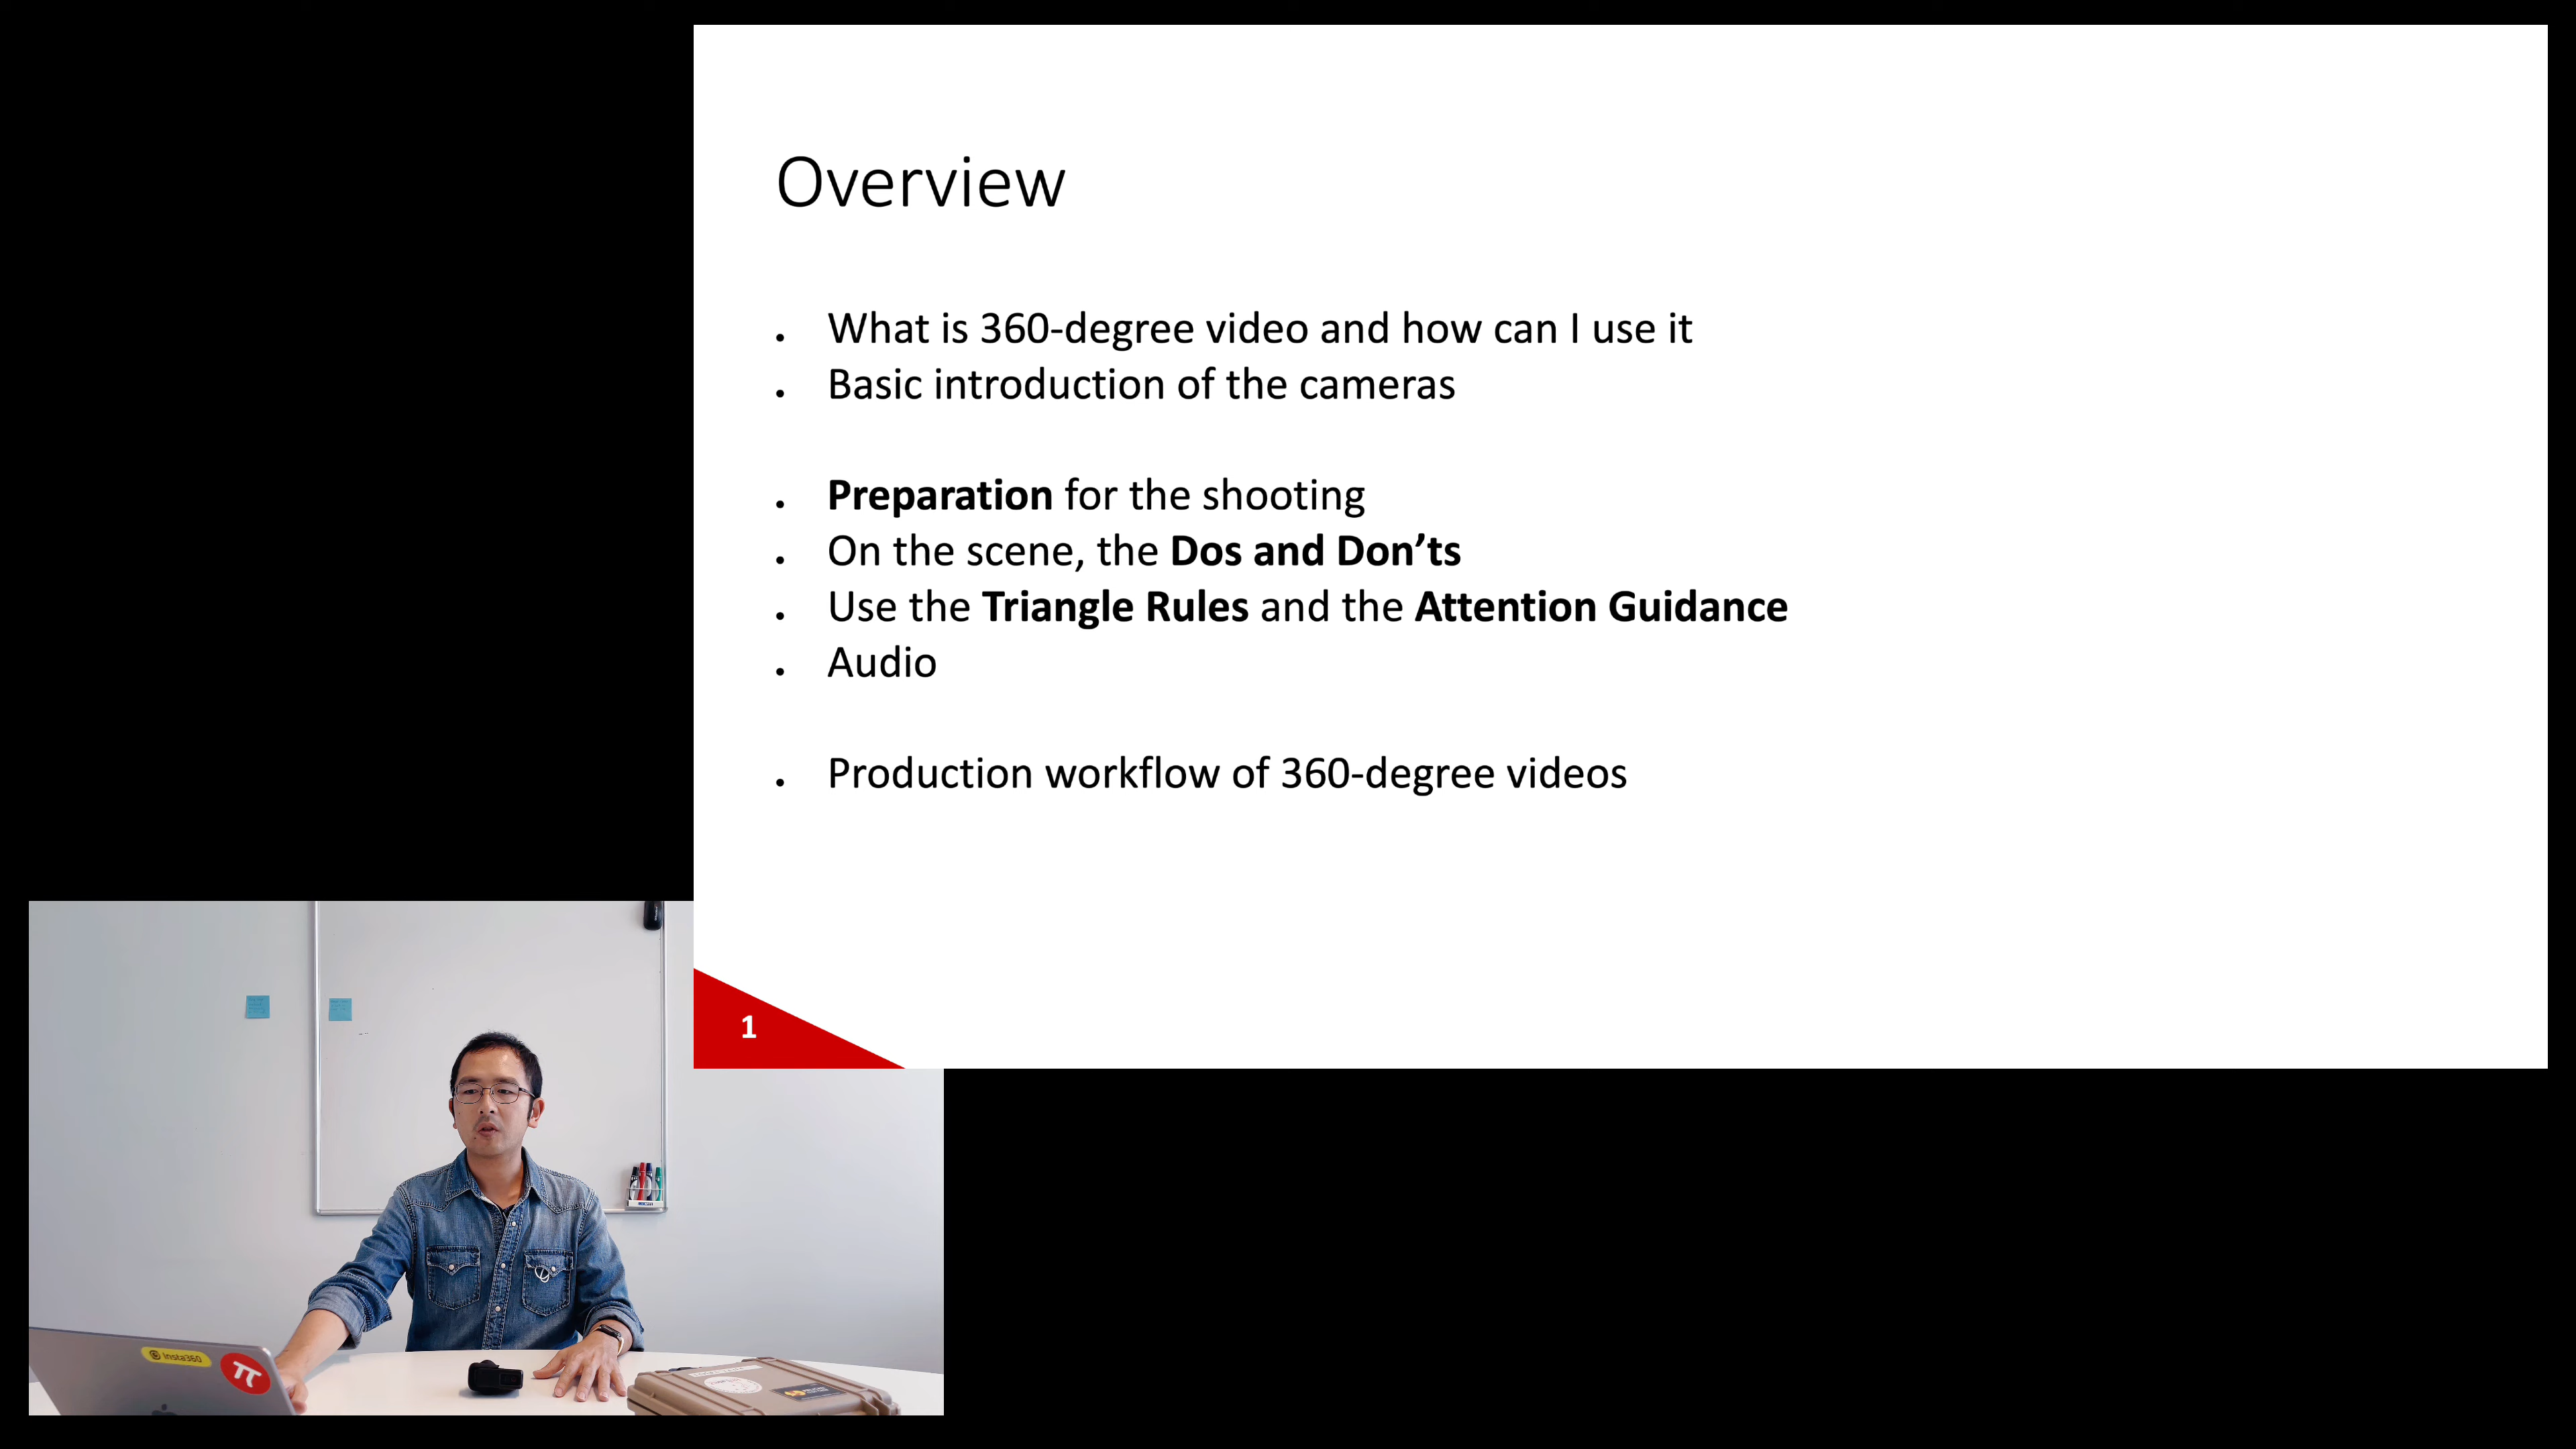 Overview
What is 360-degree video and how can I use it
Basic introduction of the cameras
Preparation for the shooting
On the scene, the Dos and Don’ts
Use the Triangle Rules and the Attention Guidance
Audio
Production workflow of 360-degree videos
1
Insta360
π